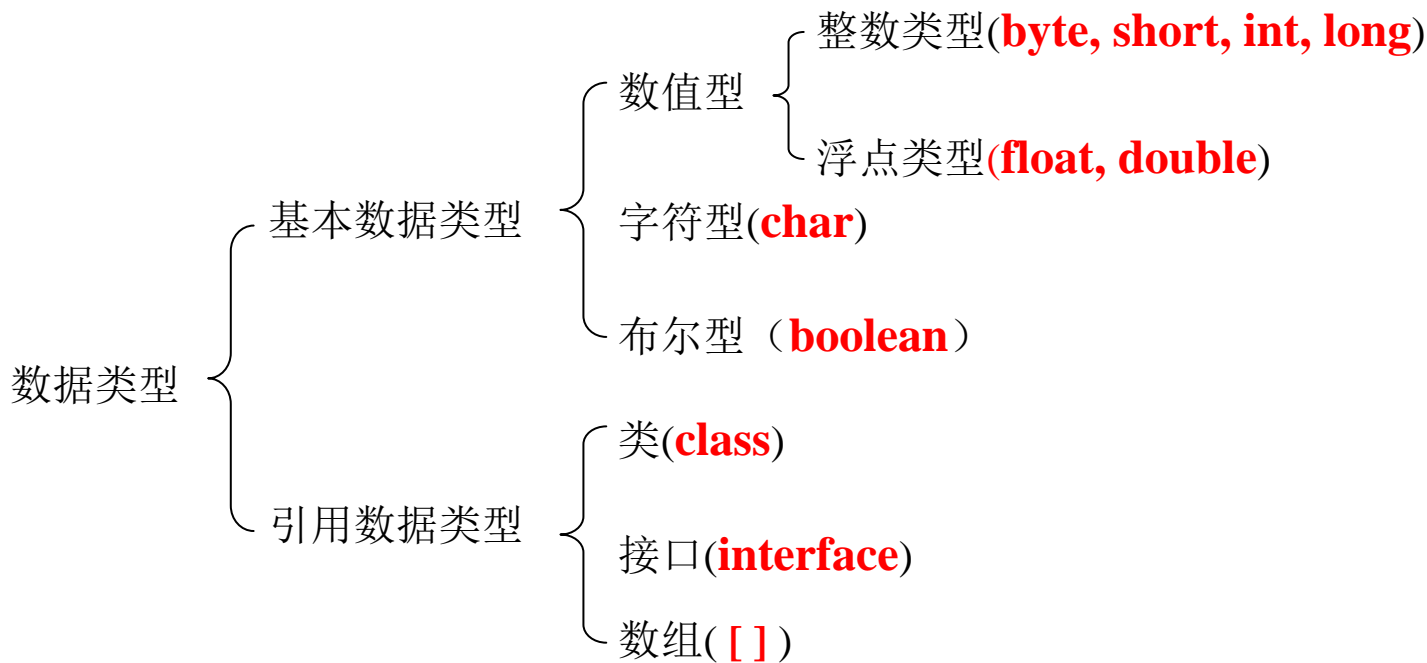 整数类型(byte, short, int, long)
数值型
浮点类型(float, double)
基本数据类型
字符型(char)
布尔型（boolean）
数据类型
类(class)
引用数据类型
接口(interface)
数组( [ ] )